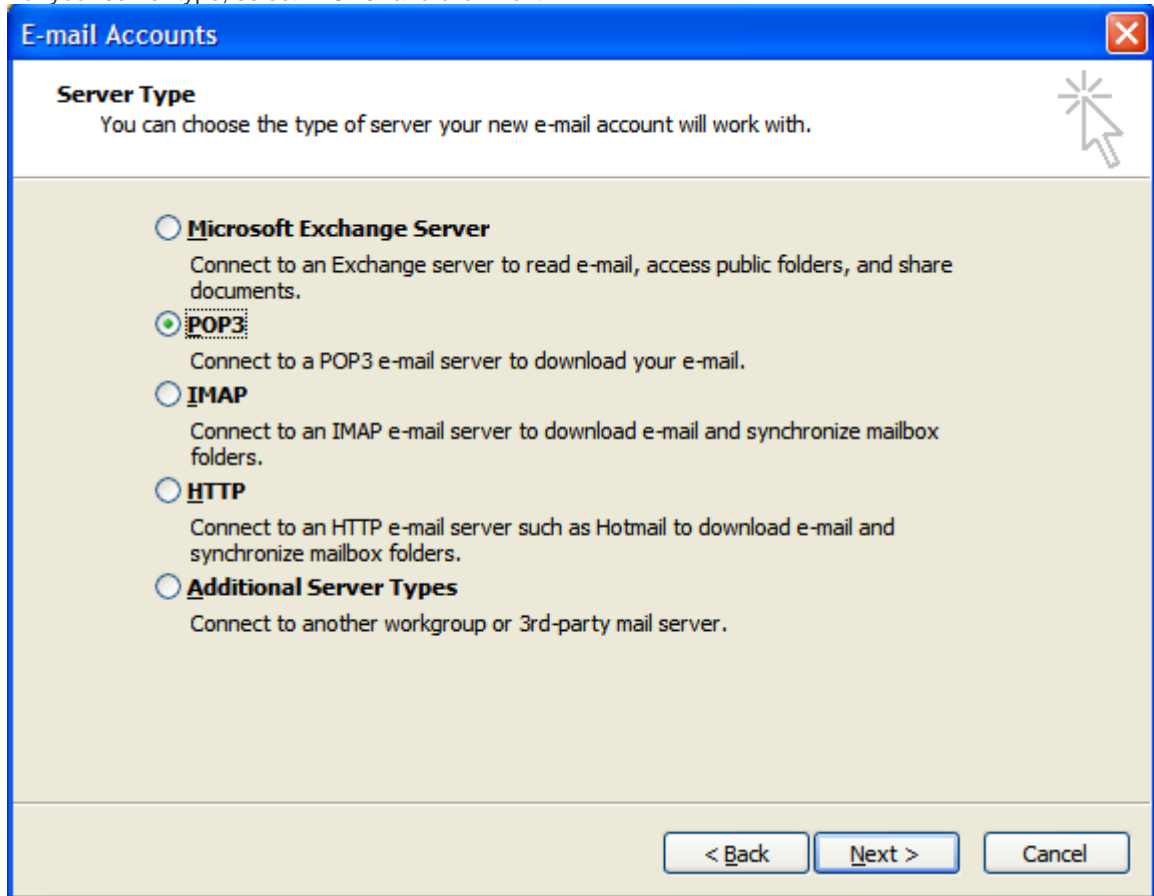 E-mail Accounts
Server Type
You can choose the type of server your new e-mail account will work with.
Microsoft Exchange Server
Connect to an Exchange server to read e-mail, access public folders, and share
documents.
POP3
Connect to a POP3 e-mail server to download your e-mail.
IMAP
Connect to an IMAP e-mail server to download e-mail and synchronize mailbox
folders.
HTTP
Connect to an HTTP e-mail server such as Hotmail to download e-mail and
synchronize mailbox folders.
Additional Server Types
Connect to another workgroup or 3rd-party mail server.
< Back Next > Cancel